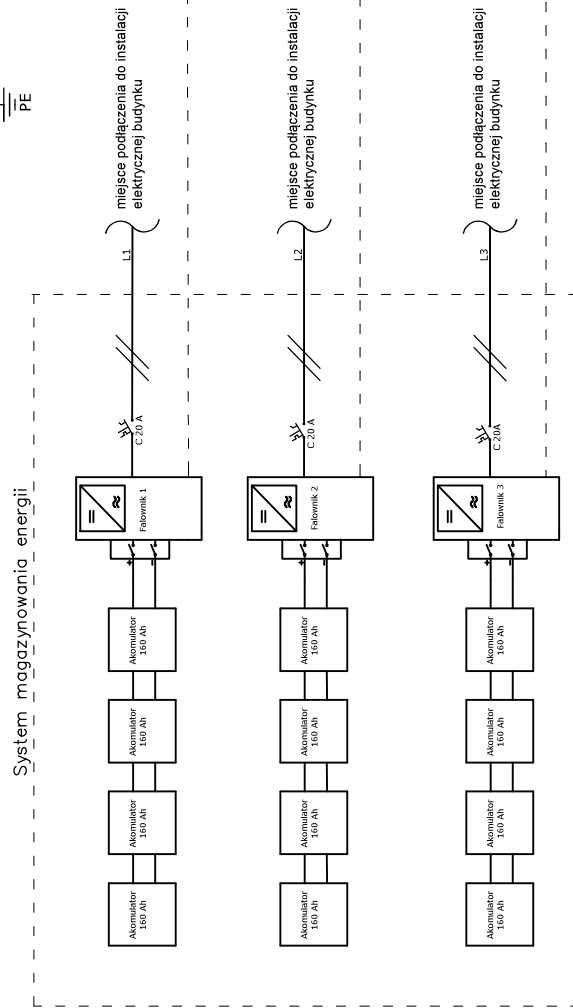 PE
miejsce podłączenia do instalacji
elektrycznej budynku
miejsce podłączenia do instalacji
elektrycznej budynku
miejsce podłączenia do instalacji
elektrycznej budynku
L1
L2
L3
C 20 A
C 20 A
C 20A
System magazynowania energii
Falownik 1
Falownik 2
Falownik 3
+
-
+
-
+
-
Akomulator
160 Ah
Akomulator
160 Ah
Akomulator
160 Ah
Akomulator
160 Ah
Akomulator
160 Ah
Akomulator
160 Ah
Akomulator
160 Ah
Akomulator
160 Ah
Akomulator
160 Ah
Akomulator
160 Ah
Akomulator
160 Ah
Akomulator
160 Ah